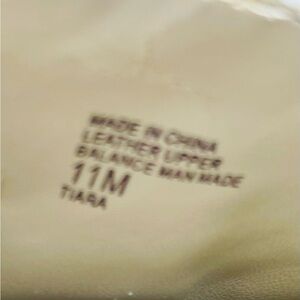 MADE IN CHINA
LEATHER UPPER
BALANCE MAN MADE
11M
TIARA